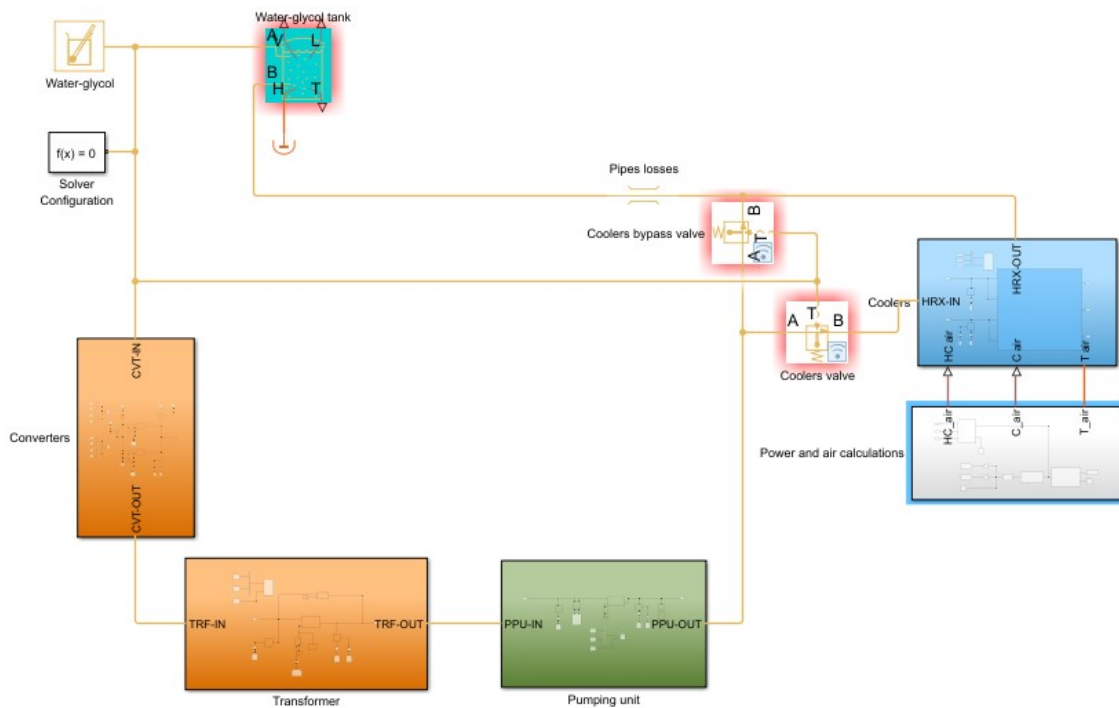 Water-glycol tank
A
V
L
B
H
T
Water-glycol
f(x) = 0
Solver
Configuration
Pipes losses
B
Coolers bypass valve
T
A
HRX-OUT
Coolers
HRX-IN
A
T
B
HC air
C air
T air
Coolers valve
CVT-IN
HC_air
C_air
T_air
Converters
Power and air calculations
CVT-OUT
TRF-IN
TRF-OUT
PPU-IN
PPU-OUT
Transformer
Pumping unit